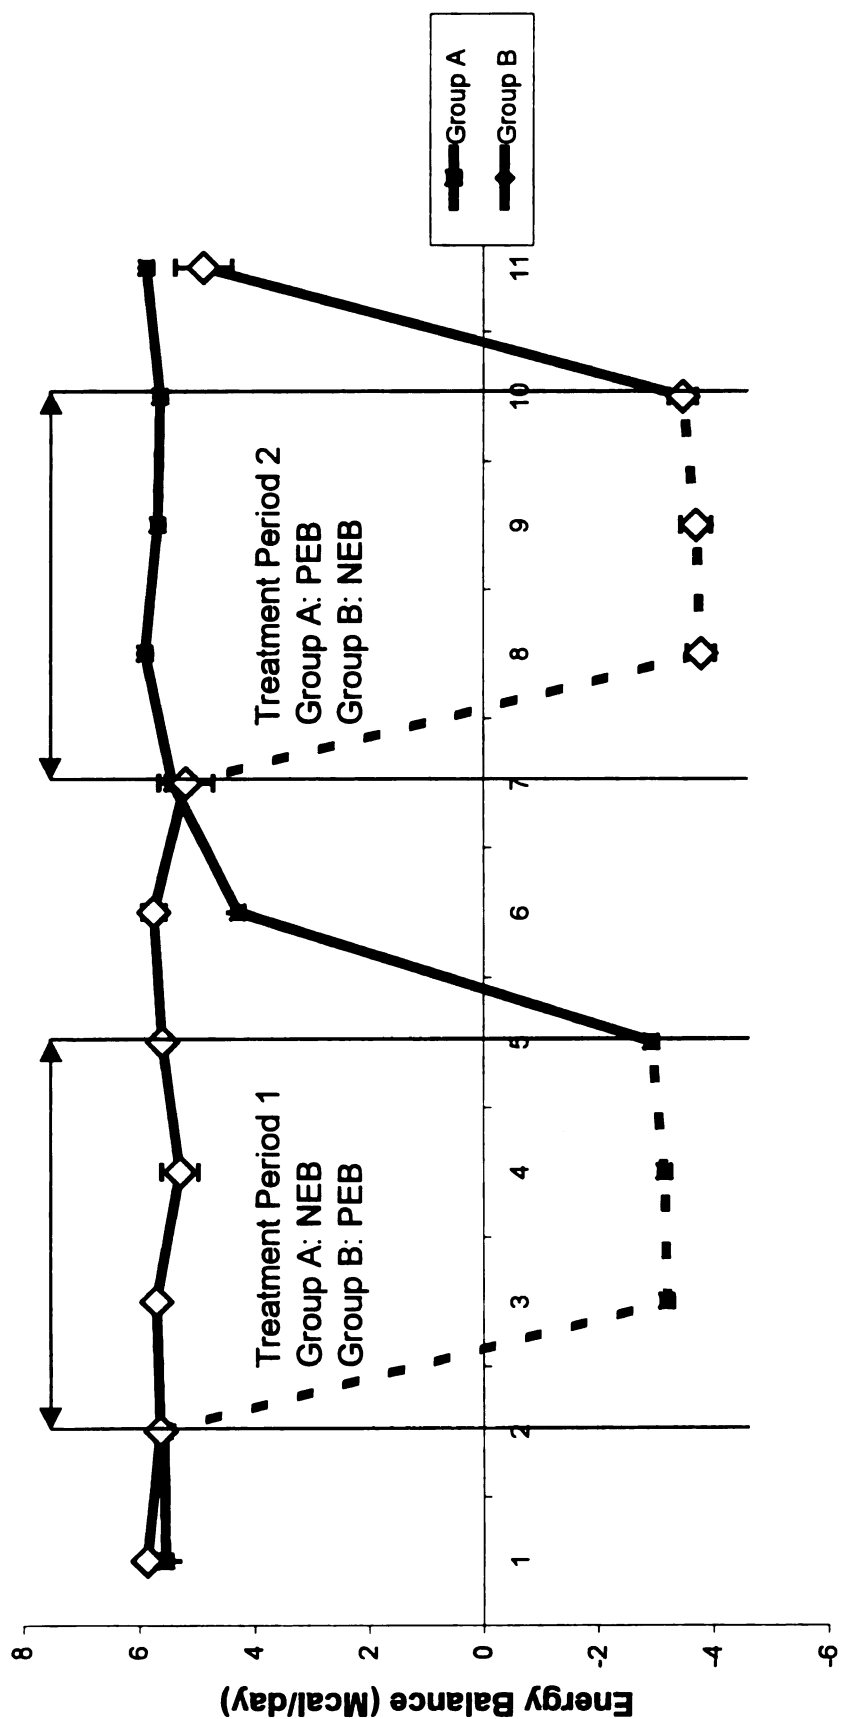 Energy Balance (Mcal/day)
8
6
4
2
0
-2
-4
-6
1
2
3
4
5
6
7
8
9
10
11
Treatment Period 1
Group A: NEB
Group B: PEB
Treatment Period 2
Group A: PEB
Group B: NEB
Group A
Group B